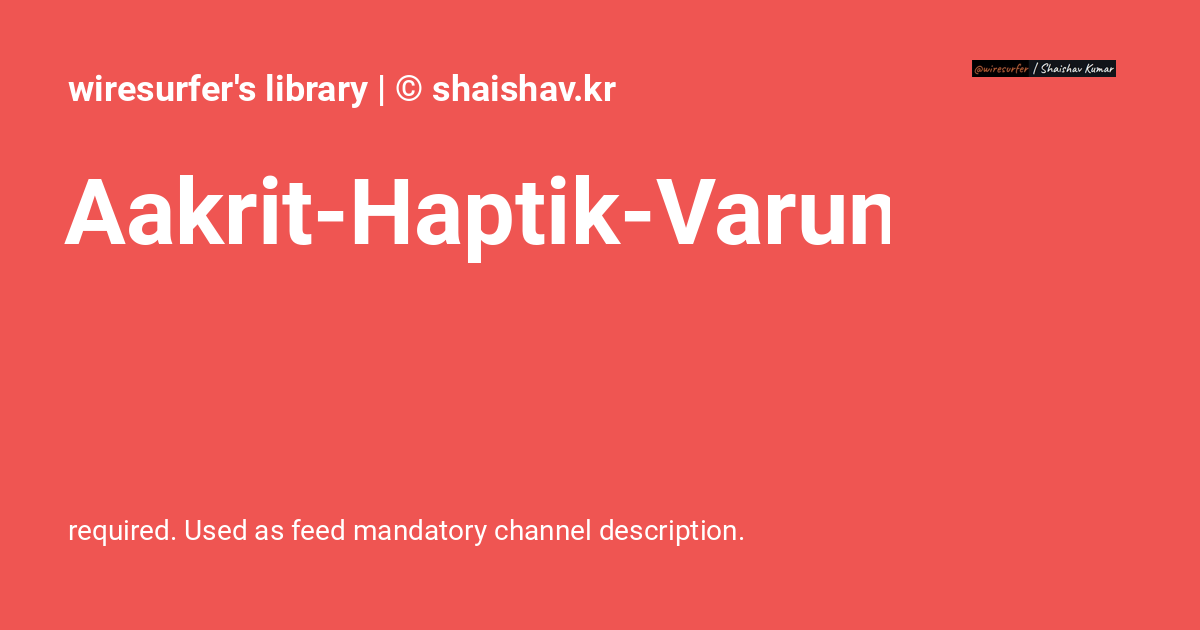 wiresurfer's library | © shaishav.kr
@wiresurfer / Shaishav Kumar
Aakrit-Haptik-Varun
required. Used as feed mandatory channel description.